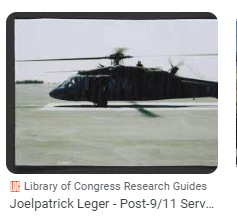 Library of Congress Research Guides
Joelpatrick Leger - Post-9/11 Serv...